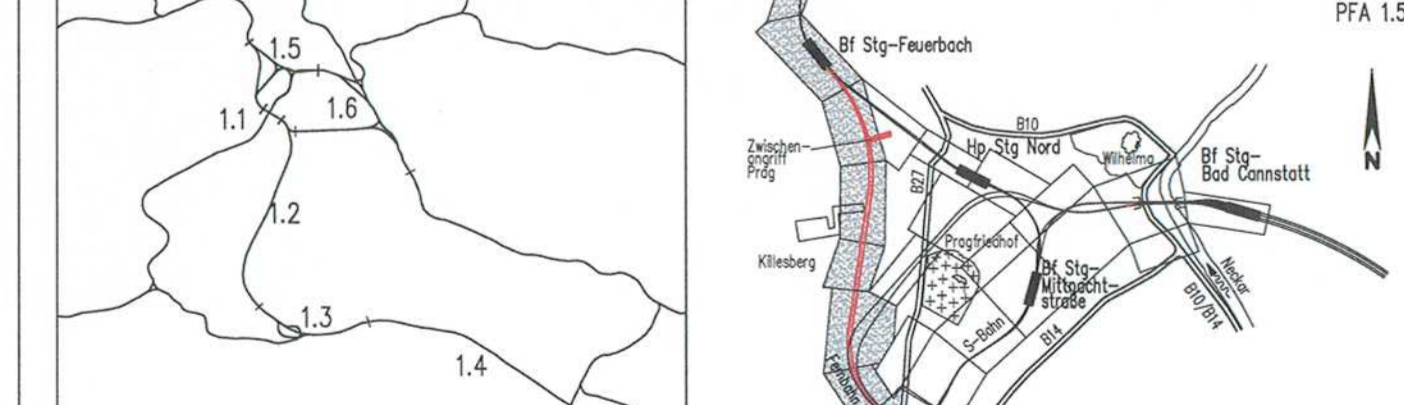 1.5
1.6
1.1
1.2
1.3
1.4
PFA 1.5
Bf Stg-Feuerbach
N
B10
Zwischen-
angriff
Prag
Hp Stg Nord
Wilhelma
Bf Stg-
Bad Cannstatt
B27
Killesberg
Pragfriedhof
Bf Stg-
Mittnacht-
straße
Neckar
B10/B14
S-Bahn
B14
Fernbahn